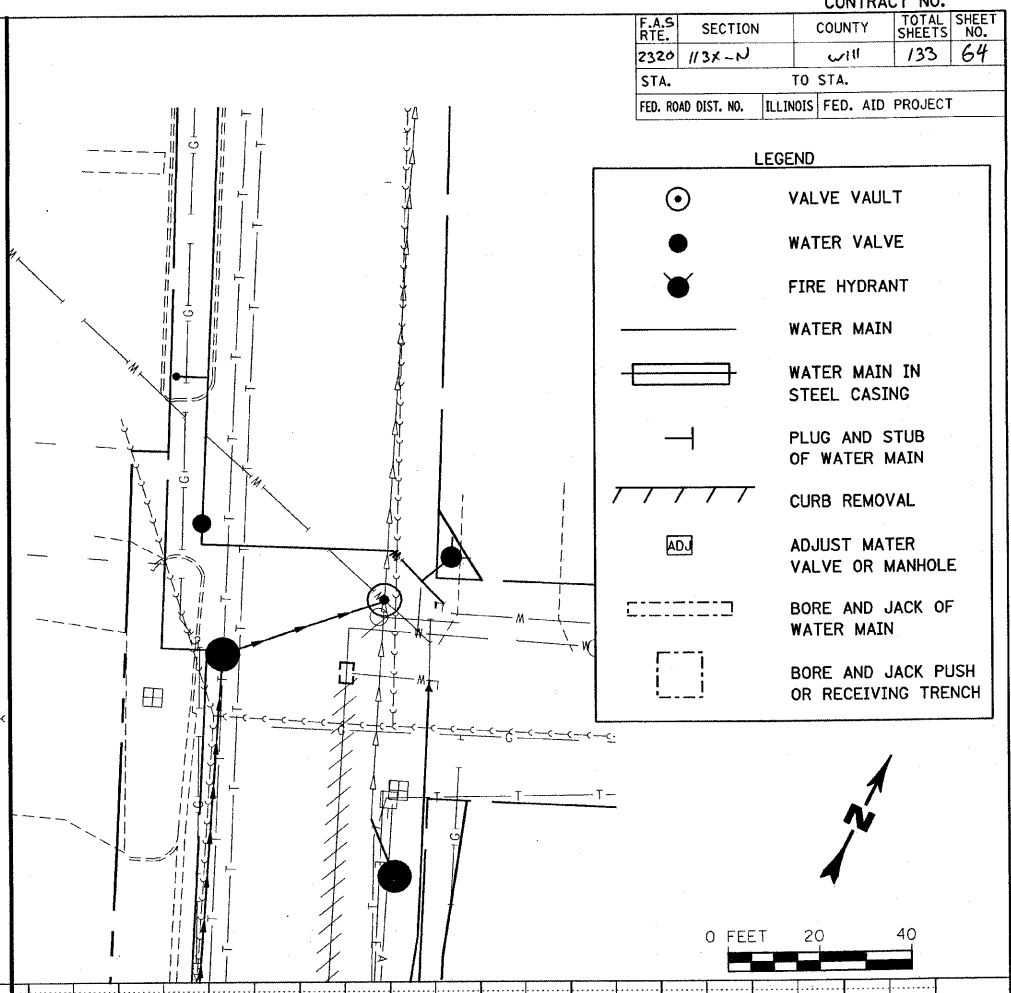 CONTRACT NO.
F.A.S RTE. SECTION COUNTY TOTAL SHEETS SHEET NO.
2320 113X-N will 133 64
STA. TO STA.
FED. ROAD DIST. NO. ILLINOIS FED. AID PROJECT
LEGEND
VALVE VAULT
WATER VALVE
FIRE HYDRANT
WATER MAIN
WATER MAIN IN
STEEL CASING
PLUG AND STUB
OF WATER MAIN
CURB REMOVAL
ADJ
ADJUST MATER
VALVE OR MANHOLE
BORE AND JACK OF
WATER MAIN
BORE AND JACK PUSH
OR RECEIVING TRENCH
N
0 FEET 20 40
G
T
T
W
G
T
T
W
G
W
W
W
W
W
G
G
T
T
T
G
G
T
T
T
A